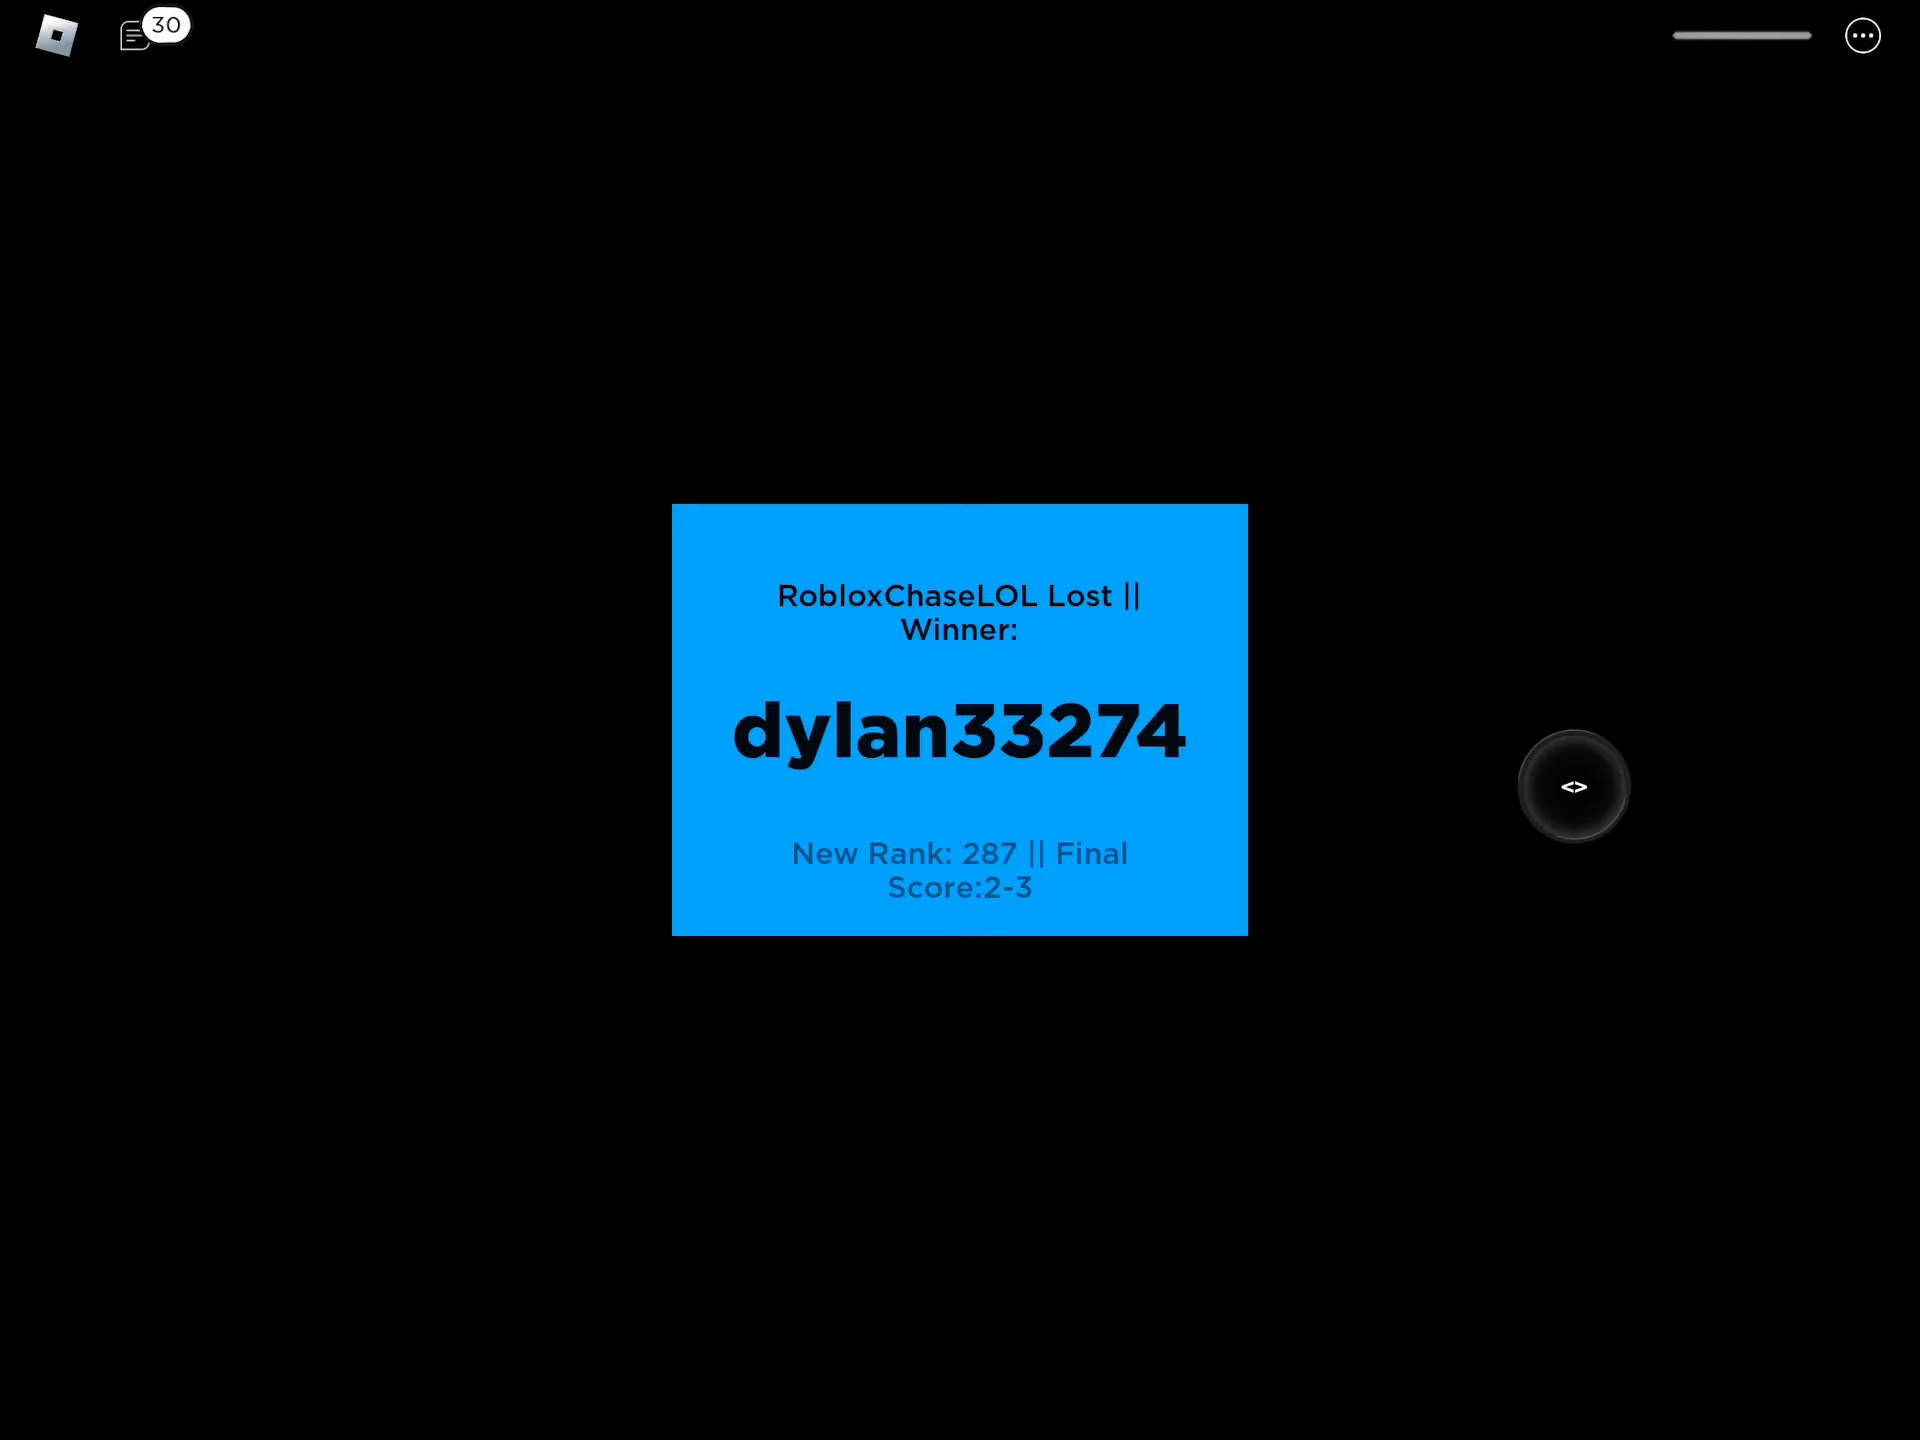 30
RobloxChaseLOL Lost ||
Winner:
dylan33274
<>
New Rank: 287 || Final
Score:2-3